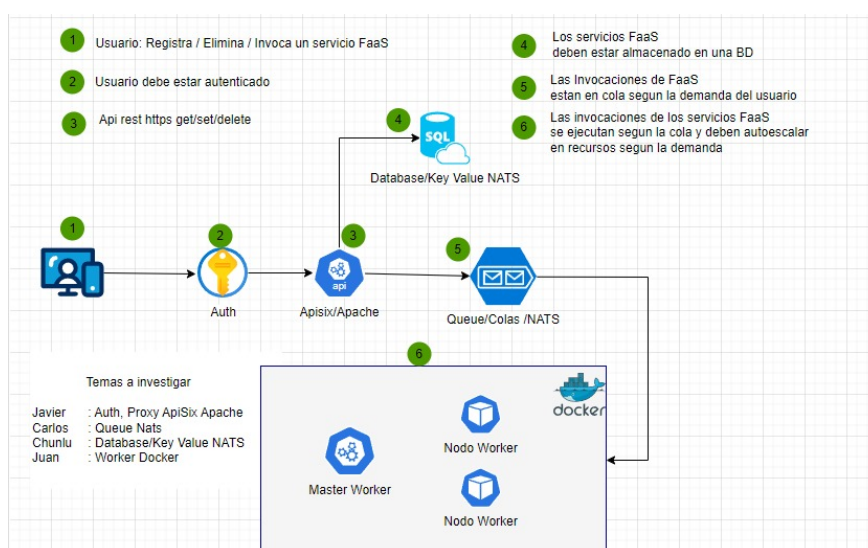 1 Usuario: Registra / Elimina / Invoca un servicio FaaS
2 Usuario debe estar autenticado
3 Api rest https get/set/delete
4 Los servicios FaaS
deben estar almacenado en una BD
5 Las Invocaciones de FaaS
estan en cola segun la demanda del usuario
6 Las invocaciones de los servicios FaaS
se ejecutan segun la cola y deben autoescalar
en recursos segun la demanda
4
SQL
Database/Key Value NATS
1
2
Auth
3
api
Apisix/Apache
5
Queue/Colas /NATS
6
docker
Master Worker
Nodo Worker
Nodo Worker
Temas a investigar
Javier : Auth, Proxy ApiSix Apache
Carlos : Queue Nats
Chunlu : Database/Key Value NATS
Juan : Worker Docker